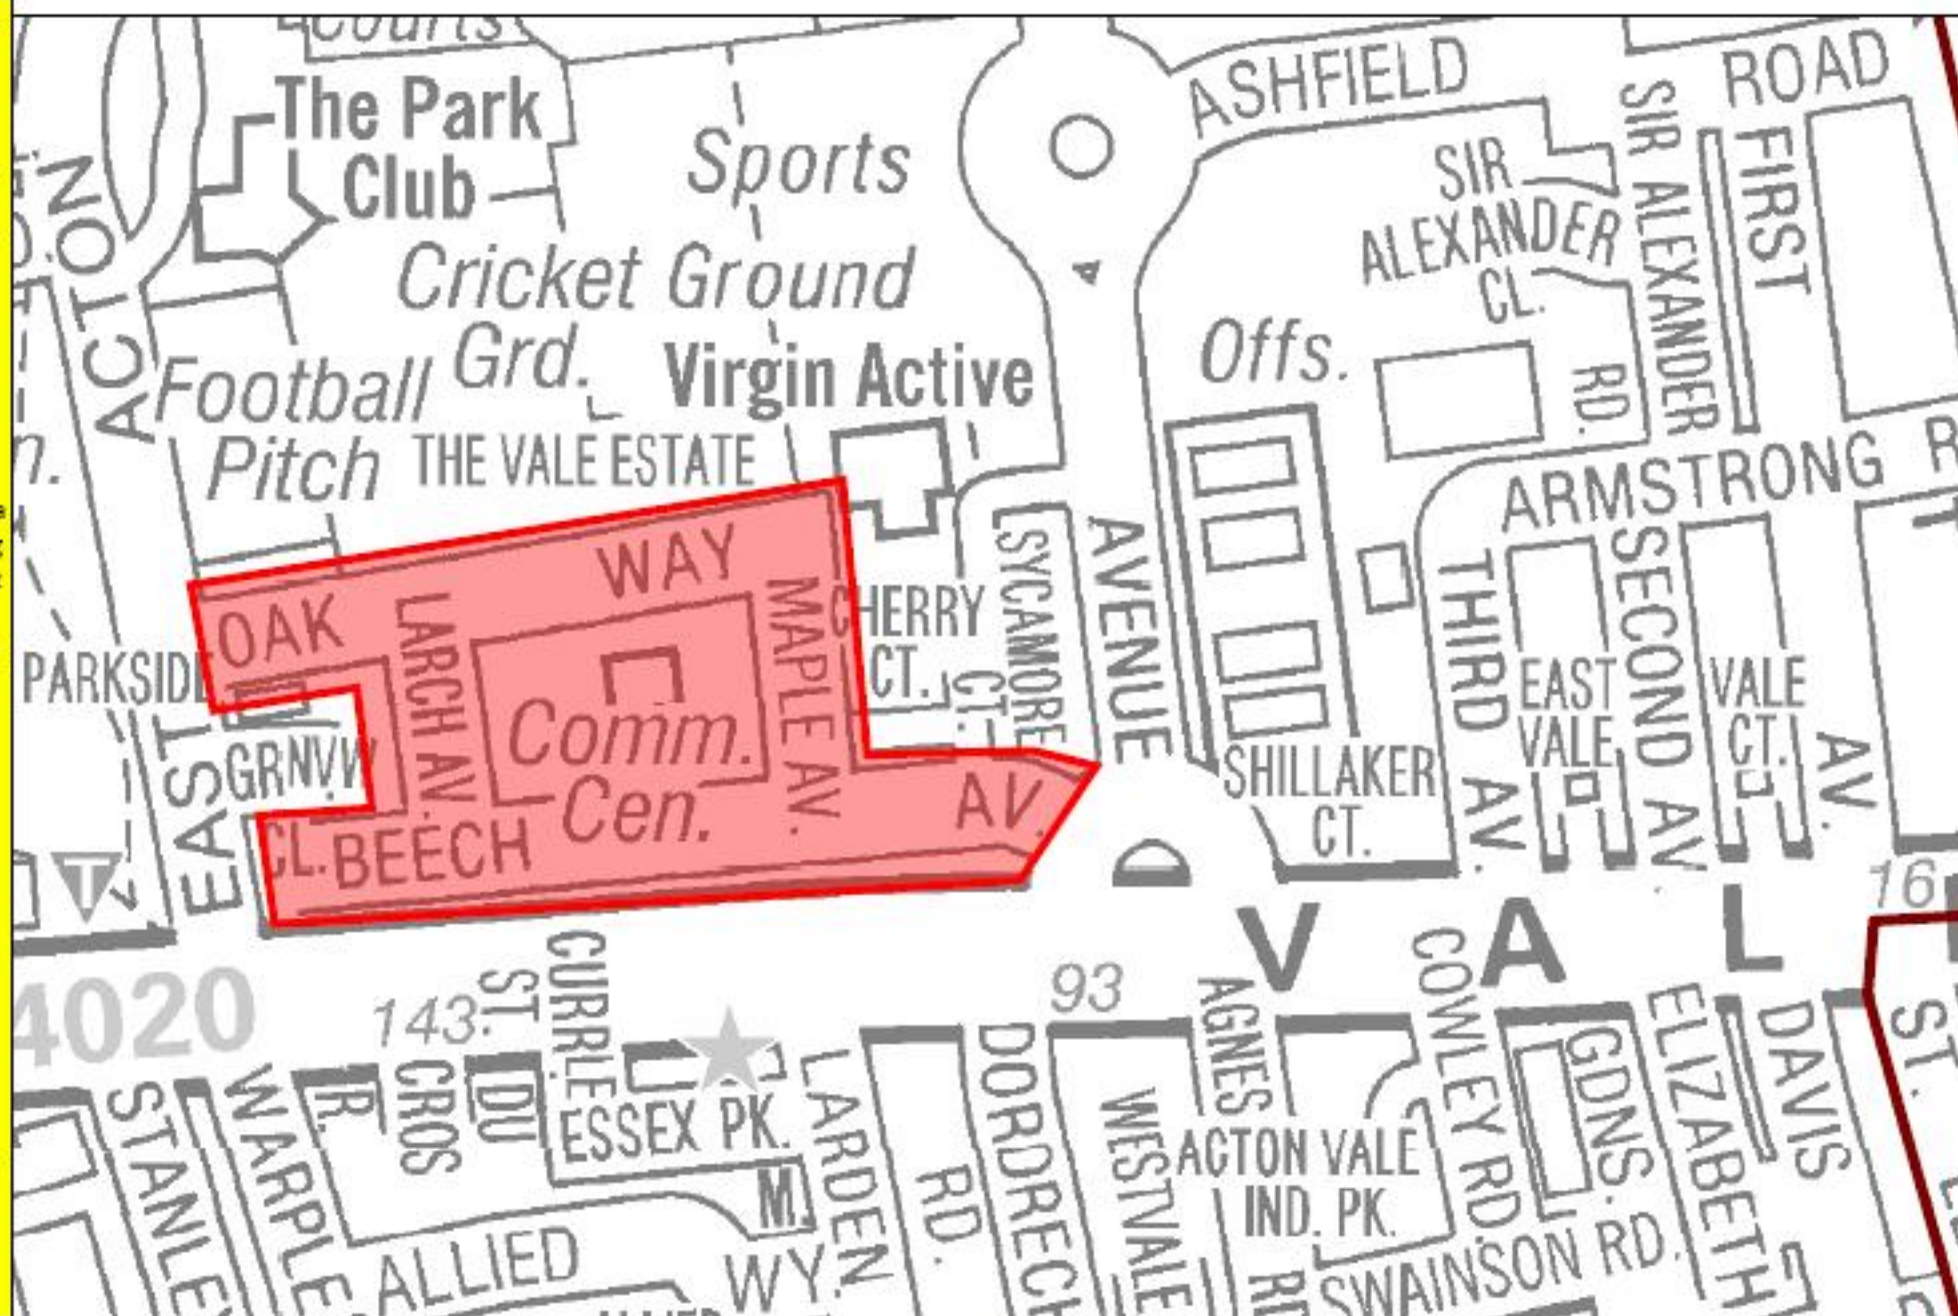 Courts
ASHFIELD
ROAD
The Park
Club
Sports
SIR
ALEXANDER
CL.
SIR ALEXANDER
RD.
FIRST
ACTON
Cricket Ground
Grd.
Offs.
Football
Pitch
Virgin Active
THE VALE ESTATE
ARMSTRONG
R
n.
OAK
WAY
LARCH AV.
MAPLE AV.
CHERRY
CT.
SYCAMORE
CT.
AVENUE
THIRD AV.
SECOND AV
EAST
VALE
VALE
CT.
AV.
PARKSIDE
GRNVW
CL.
Comm.
Cen.
BEECH
AV.
SHILLAKER
CT.
EAST
T
16
V A L
4020
143
93
ST.
CROS
CURRIE
R.
DU
ESSEX PK.
M.
STANLEY
WARPLE
ALLIED
WY.
LARDEN
RD.
DORDRECH
WESTVALE
AGNES
RD
ACTON VALE
IND. PK.
COWLEY RD.
GDNS.
SWAINSON RD.
ELIZABETH
DAVIS
ST.